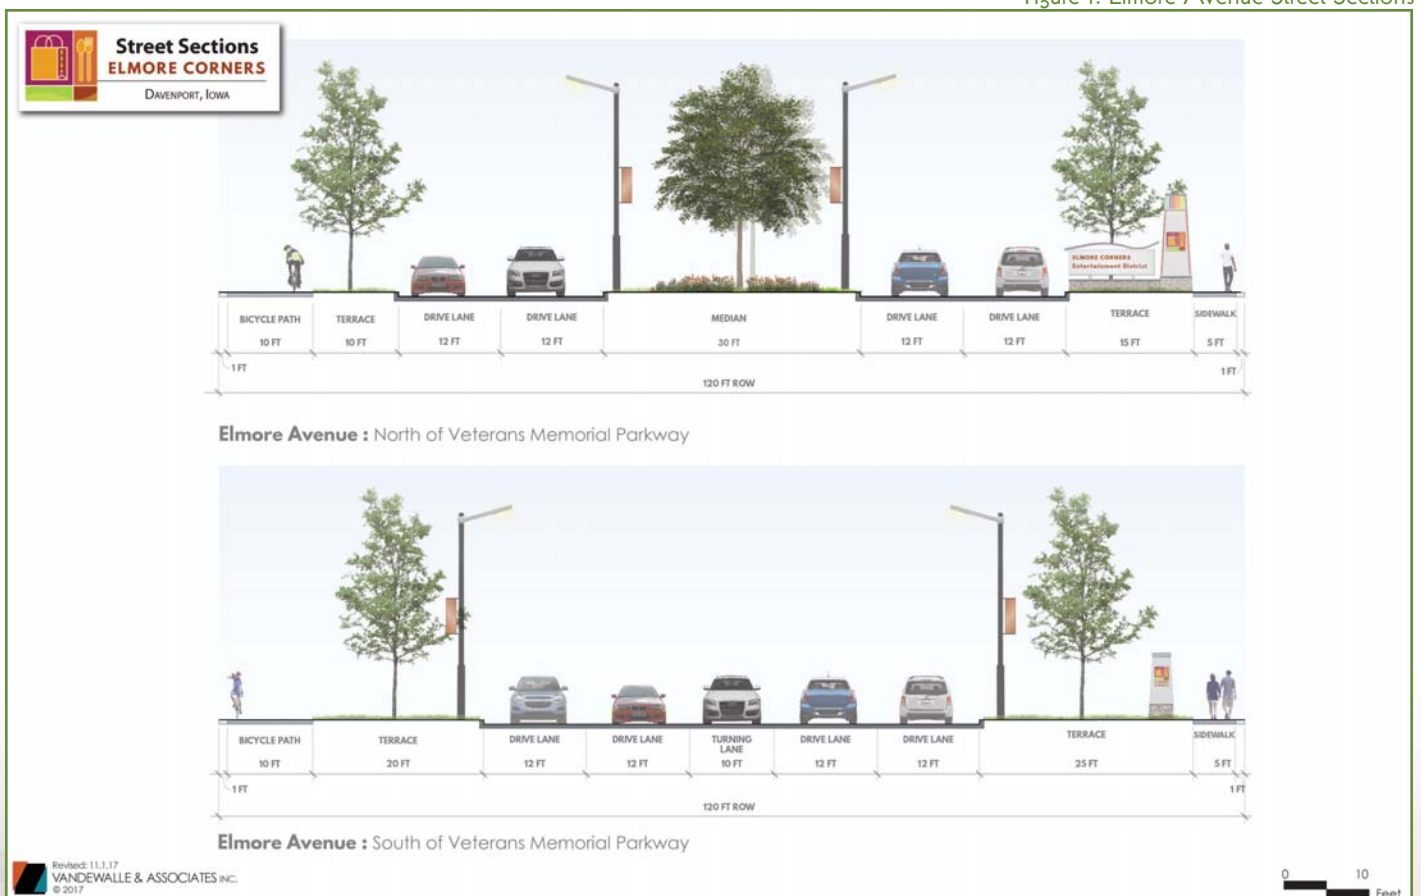 Figure 1: Elmore Avenue Street Sections
Street Sections
ELMORE CORNERS
DAVENPORT, IOWA
ELMORE CORNERS
Entertainment District
BICYCLE PATH TERRACE DRIVE LANE DRIVE LANE MEDIAN DRIVE LANE DRIVE LANE TERRACE SIDEWALK
10 FT 10 FT 12 FT 12 FT 30 FT 12 FT 12 FT 15 FT 5 FT
1 FT 1 FT
120 FT ROW
Elmore Avenue : North of Veterans Memorial Parkway
BICYCLE PATH TERRACE DRIVE LANE DRIVE LANE TURNING LANE DRIVE LANE DRIVE LANE TERRACE SIDEWALK
10 FT 20 FT 12 FT 12 FT 10 FT 12 FT 12 FT 25 FT 5 FT
1 FT 1 FT
120 FT ROW
Elmore Avenue : South of Veterans Memorial Parkway
Revised: 11.1.17
VANDEWALLE & ASSOCIATES INC.
© 2017
0 10
Feet